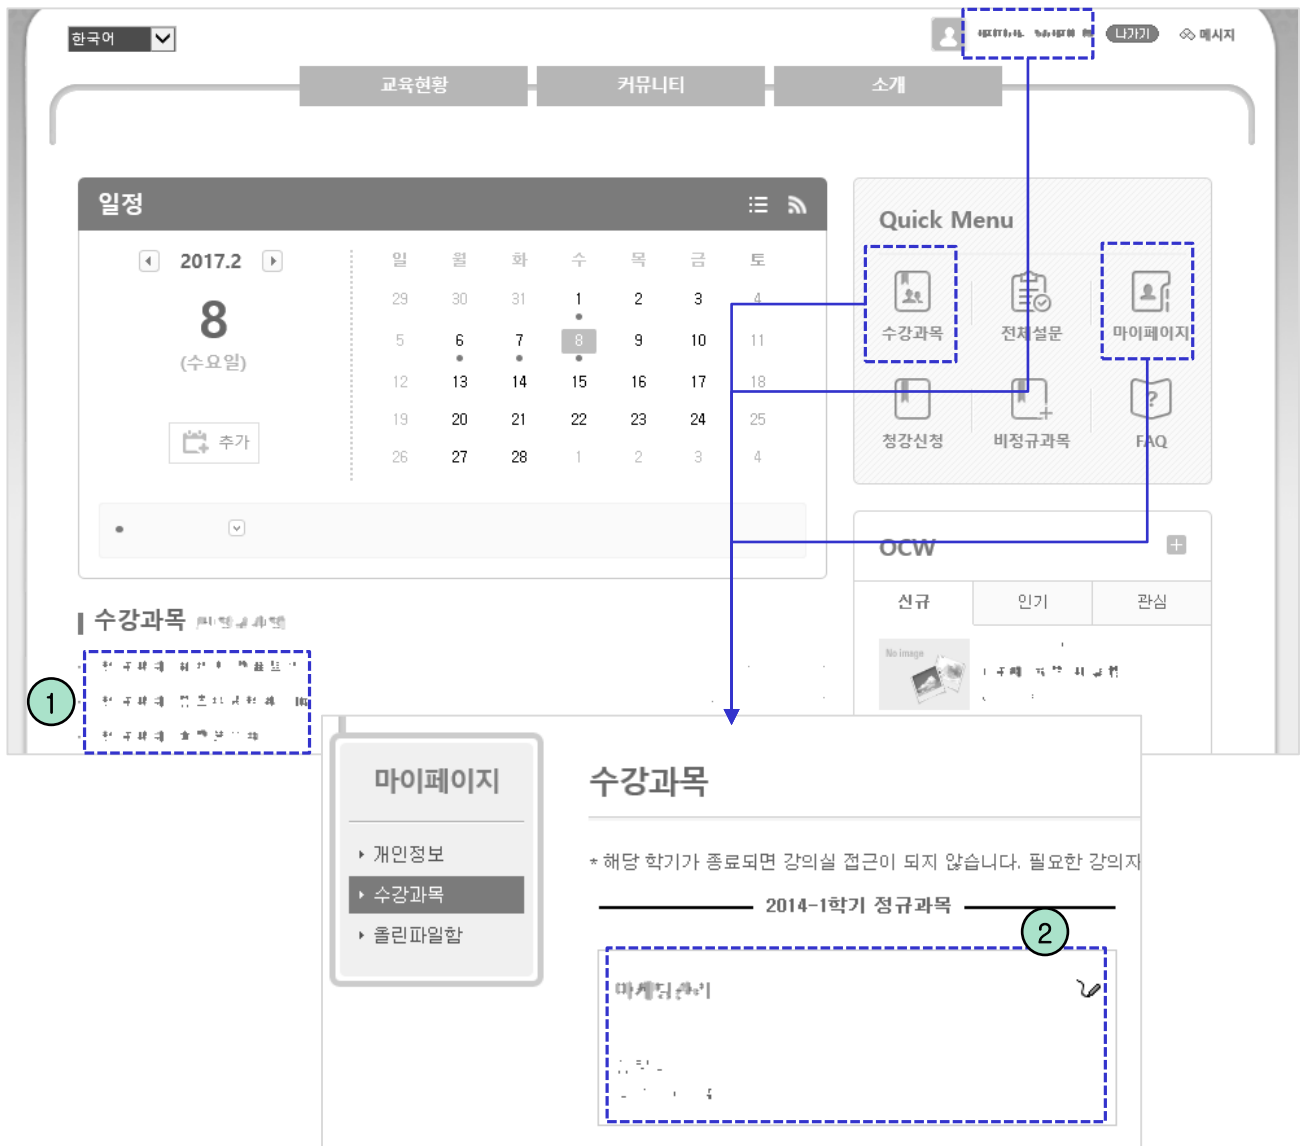 한국어
나가기
메시지
교육현황
커뮤니티
소개
일정
2017.2
8
(수요일)
추가
일 월 화 수 목 금 토
29 30 31 1 2 3 4
5 6 7 8 9 10 11
12 13 14 15 16 17 18
19 20 21 22 23 24 25
26 27 28 1 2 3 4
Quick Menu
수강과목
전체설문
마이페이지
청강신청
비정규과목
FAQ
OCW
신규
인기
관심
No image
수강과목
1
마이페이지
개인정보
수강과목
올린파일함
수강과목
* 해당 학기가 종료되면 강의실 접근이 되지 않습니다. 필요한 강의자
2014-1학기 정규과목
2